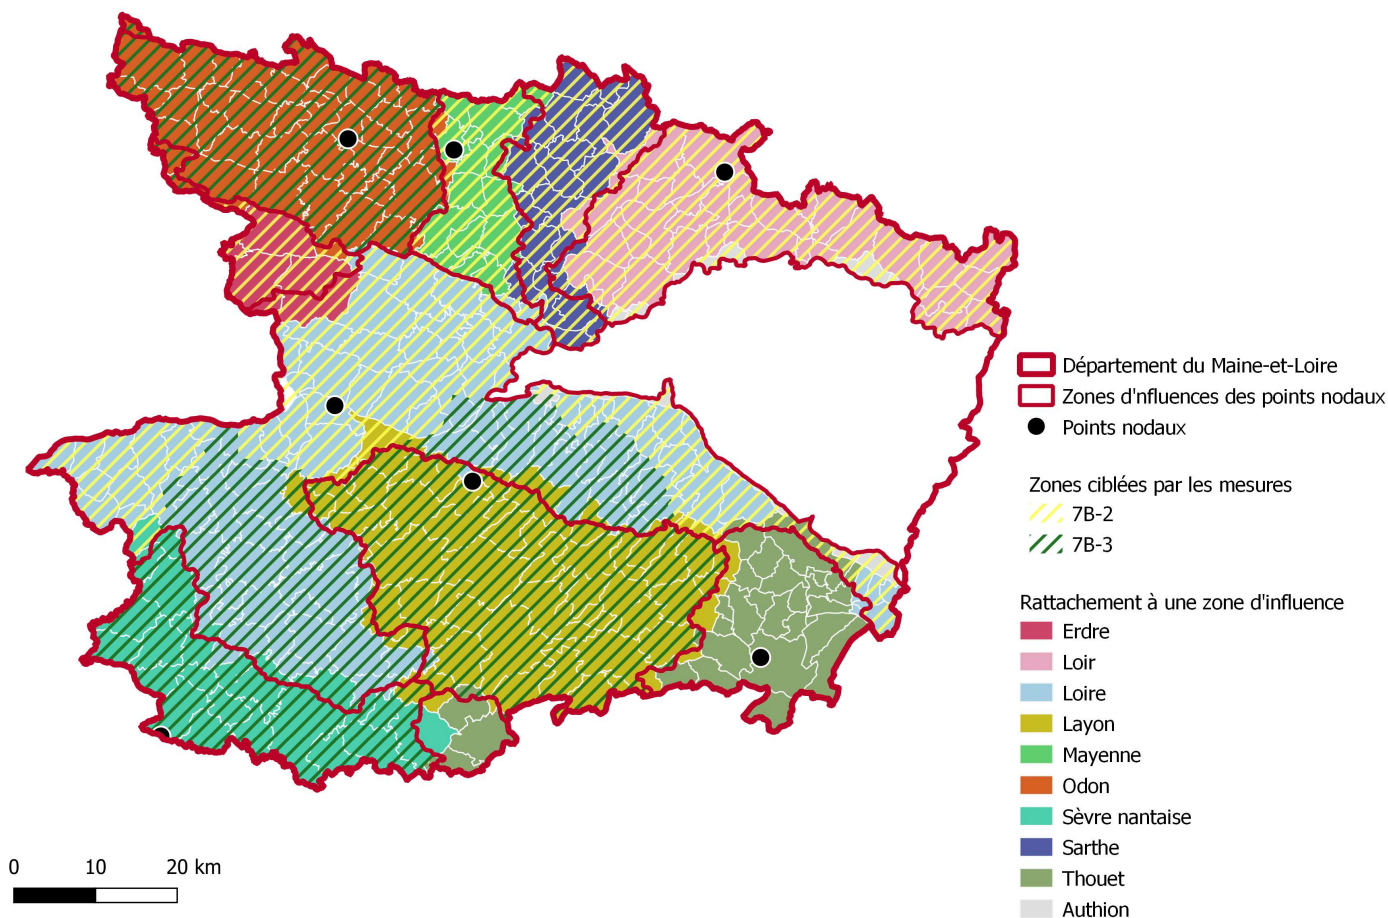 Département du Maine-et-Loire
Zones d'nfluences des points nodaux
Points nodaux
Zones ciblées par les mesures
7B-2
7B-3
Rattachement à une zone d'influence
Erdre
Loir
Loire
Layon
Mayenne
Odon
Sèvre nantaise
Sarthe
Thouet
Authion
0 10 20 km